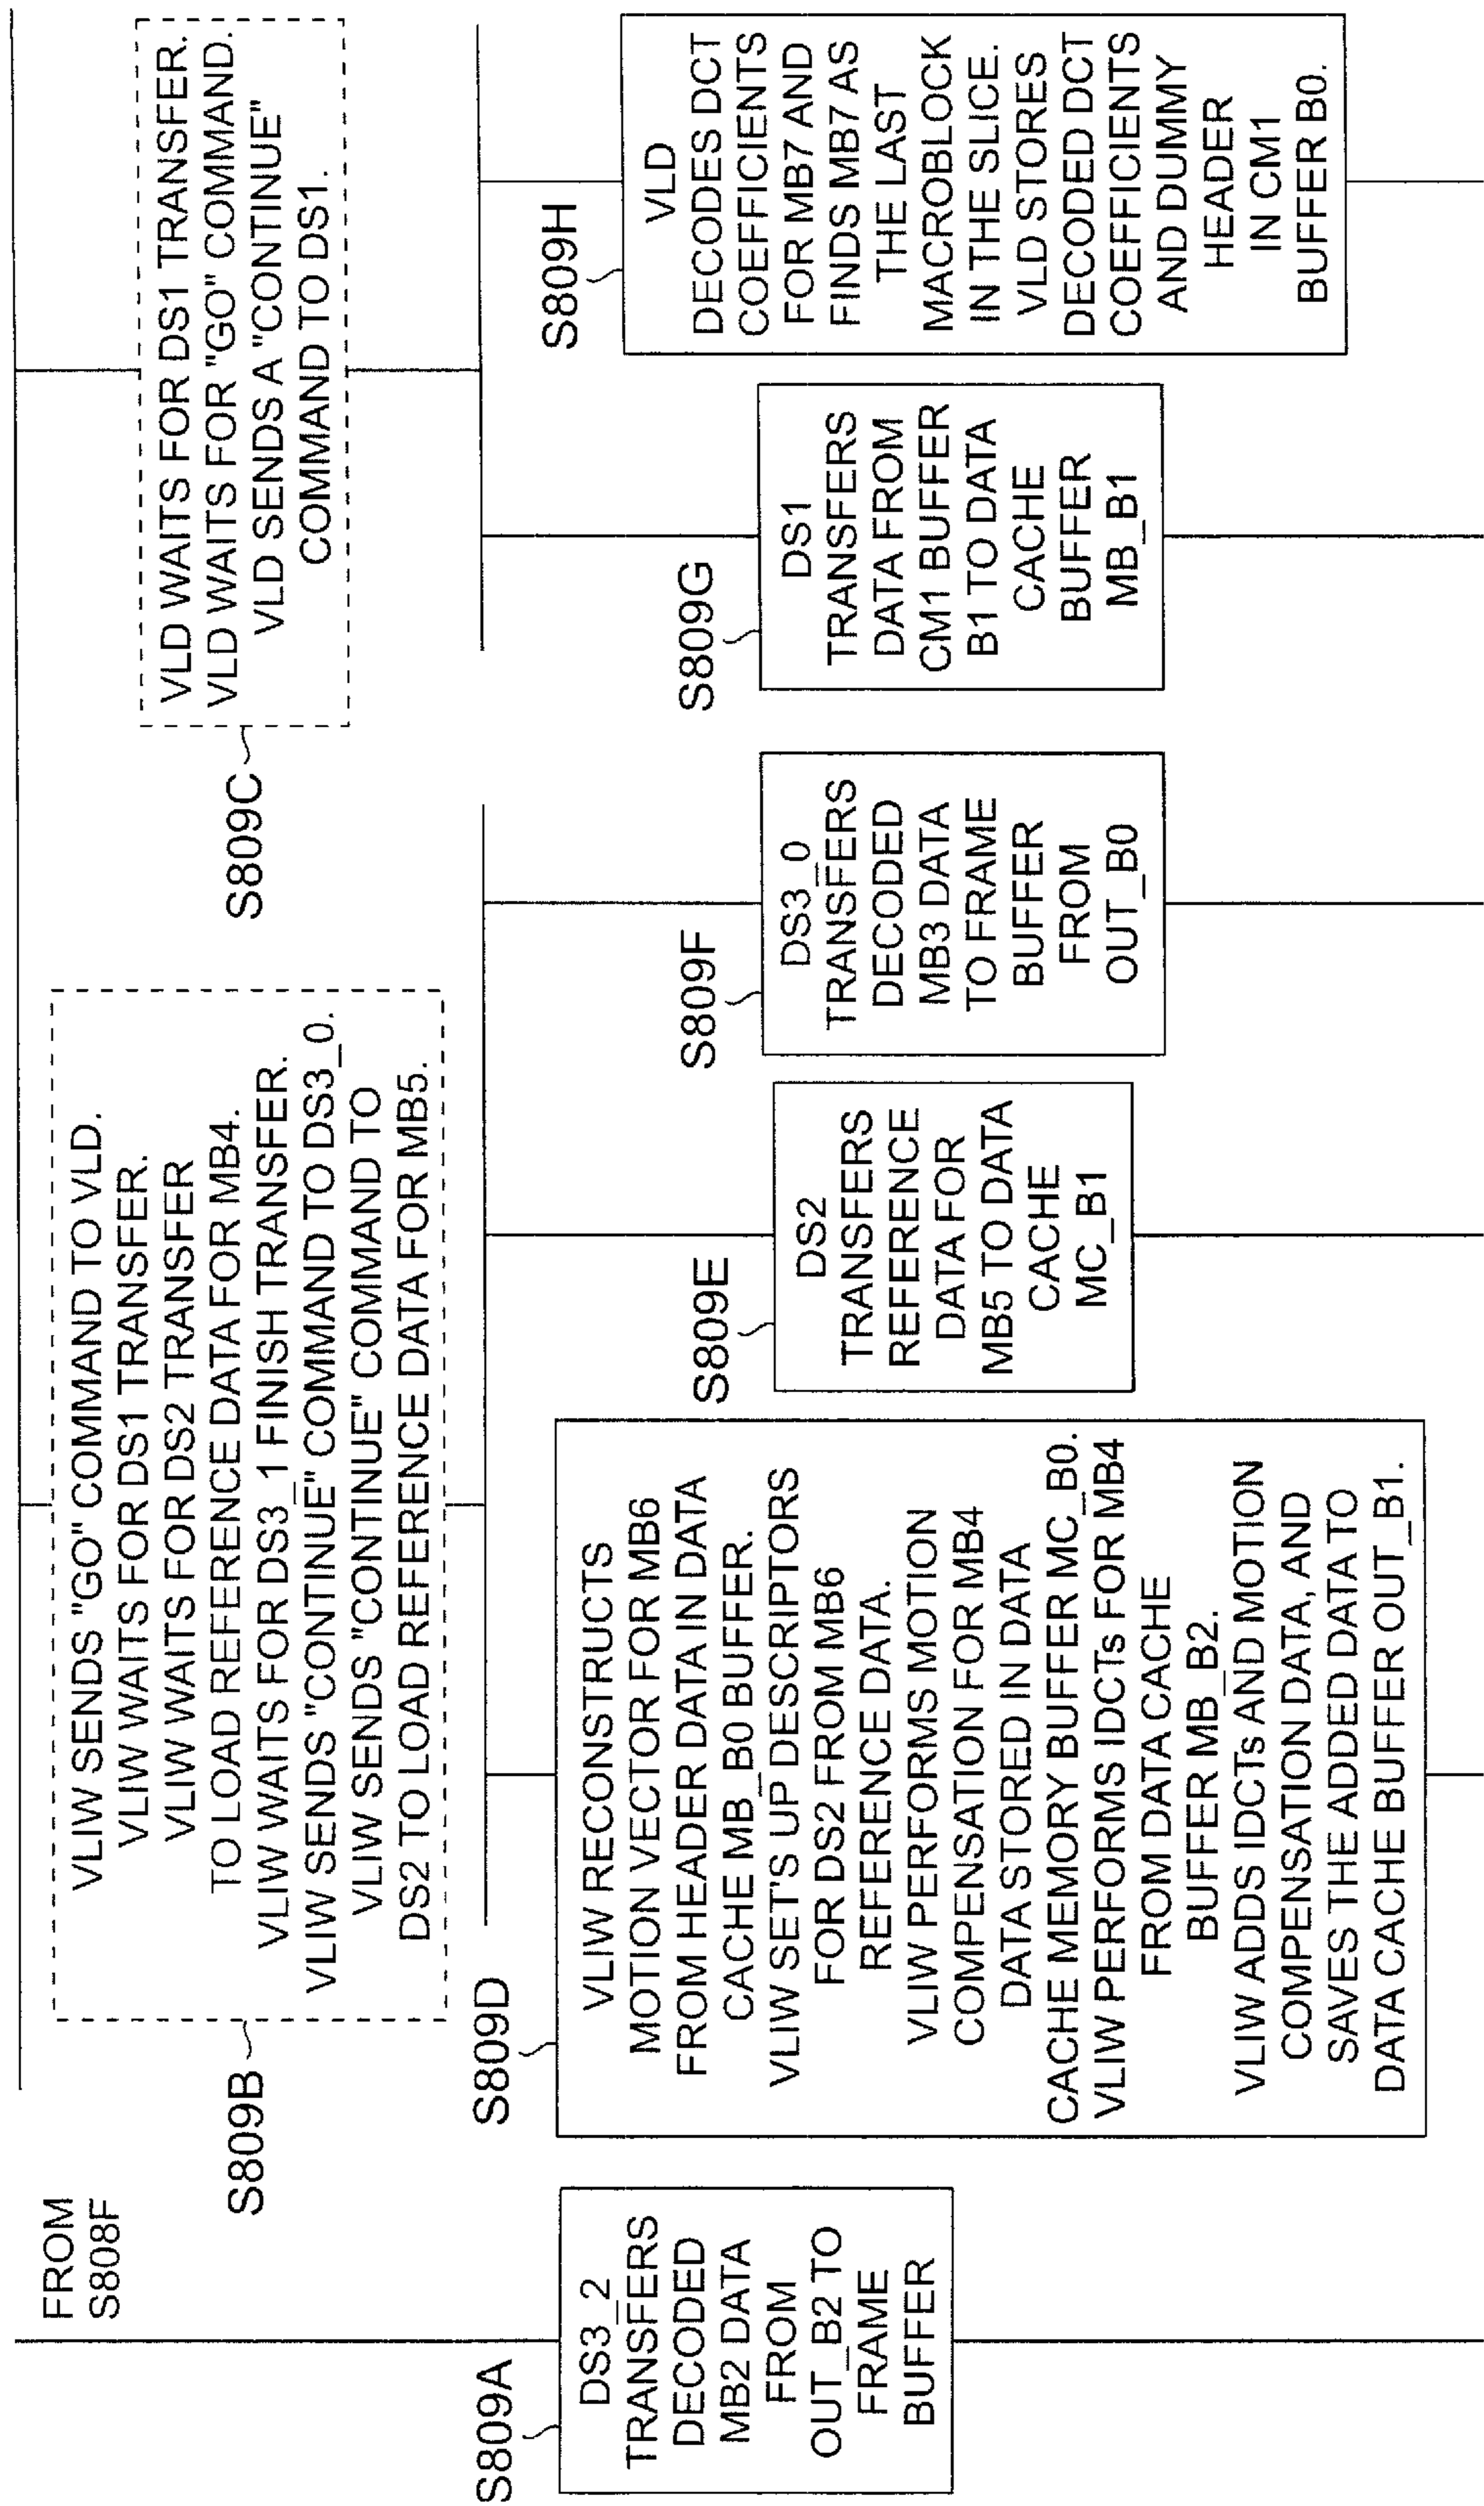 FROM
S808F
S809A
DS3_2
TRANSFERS
DECODED
MB2 DATA
FROM
OUT_B2 TO
FRAME
BUFFER
S809B
VLIW SENDS "GO" COMMAND TO VLD.
VLIW WAITS FOR DS1 TRANSFER.
VLIW WAITS FOR DS2 TRANSFER
TO LOAD REFERENCE DATA FOR MB4.
VLIW WAITS FOR DS3_1 FINISH TRANSFER.
VLIW SENDS "CONTINUE" COMMAND TO DS3_0.
VLIW SENDS "CONTINUE" COMMAND TO
DS2 TO LOAD REFERENCE DATA FOR MB5.
S809C
VLD WAITS FOR DS1 TRANSFER.
VLD WAITS FOR "GO" COMMAND.
VLD SENDS A "CONTINUE"
COMMAND TO DS1.
S809D
VLIW RECONSTRUCTS
MOTION VECTOR FOR MB6
FROM HEADER DATA IN DATA
CACHE MB_B0 BUFFER.
VLIW SET'S UP DESCRIPTORS
FOR DS2 FROM MB6
REFERENCE DATA.
VLIW PERFORMS MOTION
COMPENSATION FOR MB4
DATA STORED IN DATA
CACHE MEMORY BUFFER MC_B0.
VLIW PERFORMS IDCTs FOR MB4
FROM DATA CACHE
BUFFER MB_B2.
VLIW ADDS IDCTs AND MOTION
COMPENSATION DATA, AND
SAVES THE ADDED DATA TO
DATA CACHE BUFFER OUT_B1.
S809E
DS2
TRANSFERS
REFERENCE
DATA FOR
MB5 TO DATA
CACHE
MC_B1
S809F
DS3_0
TRANSFERS
DECODED
MB3 DATA
TO FRAME
BUFFER
FROM
OUT_B0
S809G
DS1
TRANSFERS
DATA FROM
CM1 BUFFER
B1 TO DATA
CACHE
BUFFER
MB_B1
S809H
VLD
DECODES DCT
COEFFICIENTS
FOR MB7 AND
FINDS MB7 AS
THE LAST
MACROBLOCK
IN THE SLICE.
VLD STORES
DECODED DCT
COEFFICIENTS
AND DUMMY
HEADER
IN CM1
BUFFER B0.